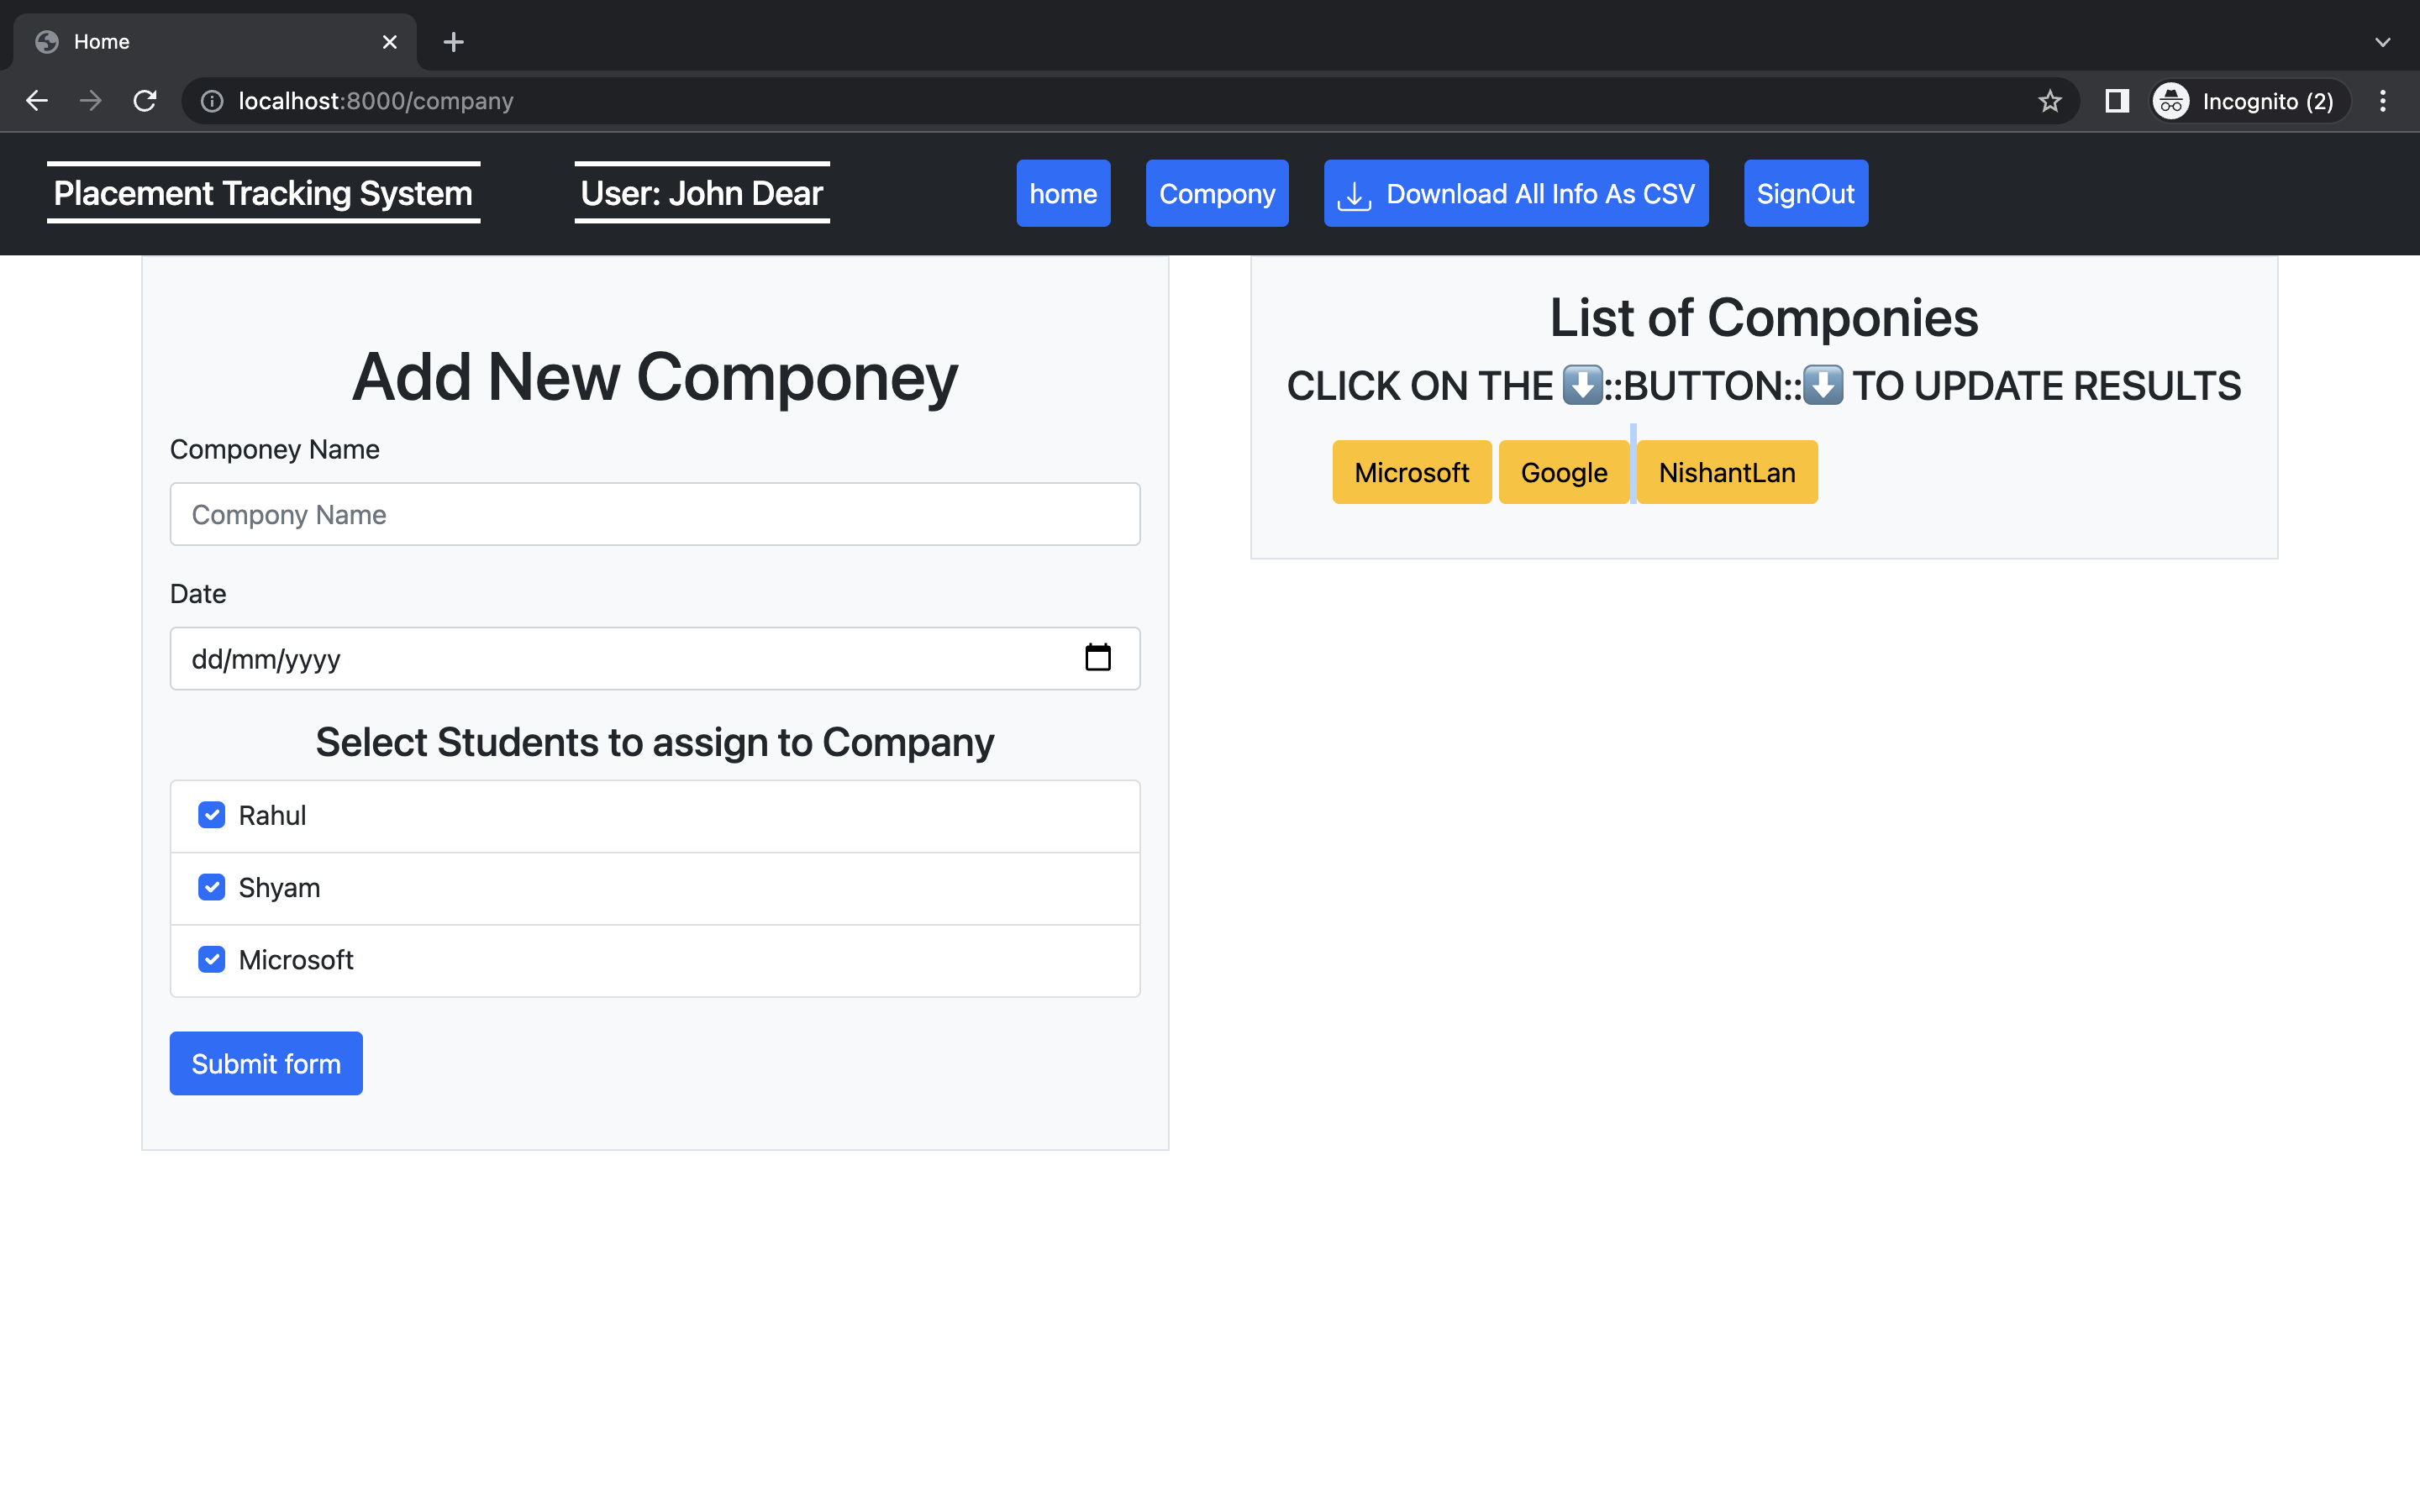 Home
localhost:8000/company
Incognito (2)
Placement Tracking System
User: John Dear
home
Compony
Download All Info As CSV
SignOut
Add New Componey
Componey Name
Compony Name
Date
dd/mm/yyyy
Select Students to assign to Company
Rahul
Shyam
Microsoft
Submit form
List of Componies
CLICK ON THE ⬇️::BUTTON::⬇️ TO UPDATE RESULTS
Microsoft Google NishantLan